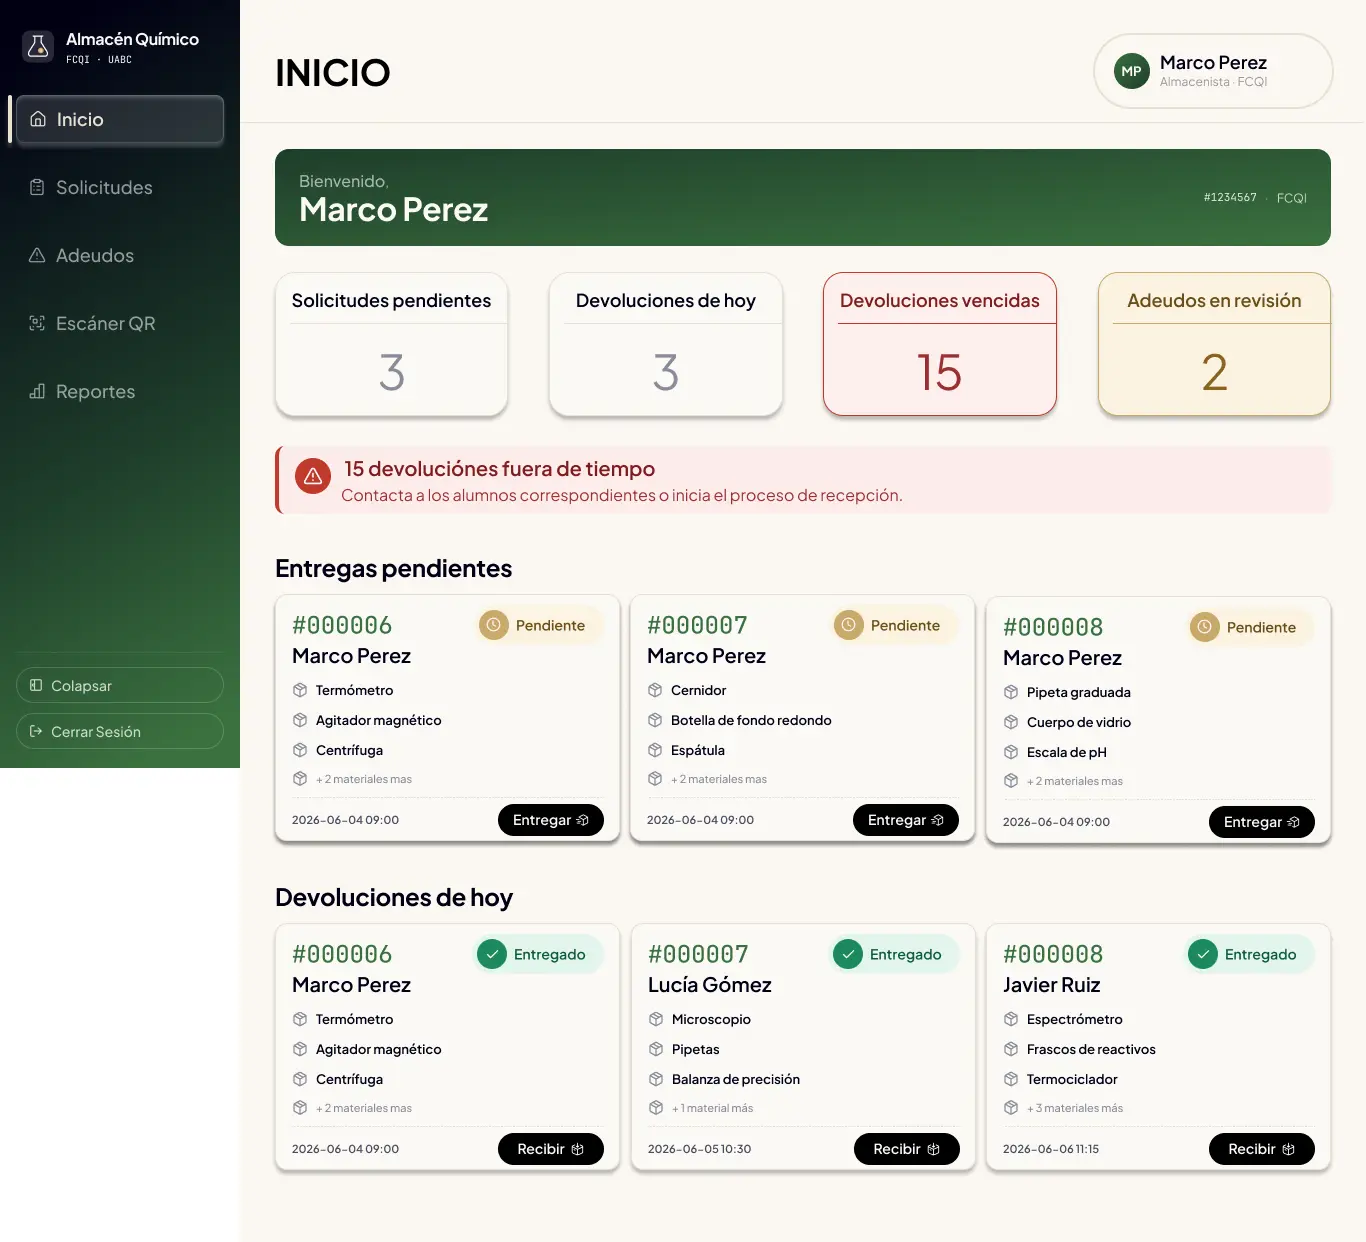 Almacén Químico
FCQI · UABC
Inicio
Solicitudes
Adeudos
Escáner QR
Reportes
Colapsar
Cerrar Sesión
INICIO
MP
Marco Perez
Almacenista · FCQI
Bienvenido,
Marco Perez
#1234567 · FCQI
Solicitudes pendientes
3
Devoluciones de hoy
3
Devoluciones vencidas
15
Adeudos en revisión
2
15 devoluciónes fuera de tiempo
Contacta a los alumnos correspondientes o inicia el proceso de recepción.
Entregas pendientes
#000006
Pendiente
Marco Perez
Termómetro
Agitador magnético
Centrífuga
+ 2 materiales mas
2026-06-04 09:00
Entregar
#000007
Pendiente
Marco Perez
Cernidor
Botella de fondo redondo
Espátula
+ 2 materiales mas
2026-06-04 09:00
Entregar
#000008
Pendiente
Marco Perez
Pipeta graduada
Cuerpo de vidrio
Escala de pH
+ 2 materiales mas
2026-06-04 09:00
Entregar
Devoluciones de hoy
#000006
Entregado
Marco Perez
Termómetro
Agitador magnético
Centrífuga
+ 2 materiales mas
2026-06-04 09:00
Recibir
#000007
Entregado
Lucía Gómez
Microscopio
Pipetas
Balanza de precisión
+ 1 material más
2026-06-05 10:30
Recibir
#000008
Entregado
Javier Ruiz
Espectrómetro
Frascos de reactivos
Termociclador
+ 3 materiales más
2026-06-06 11:15
Recibir